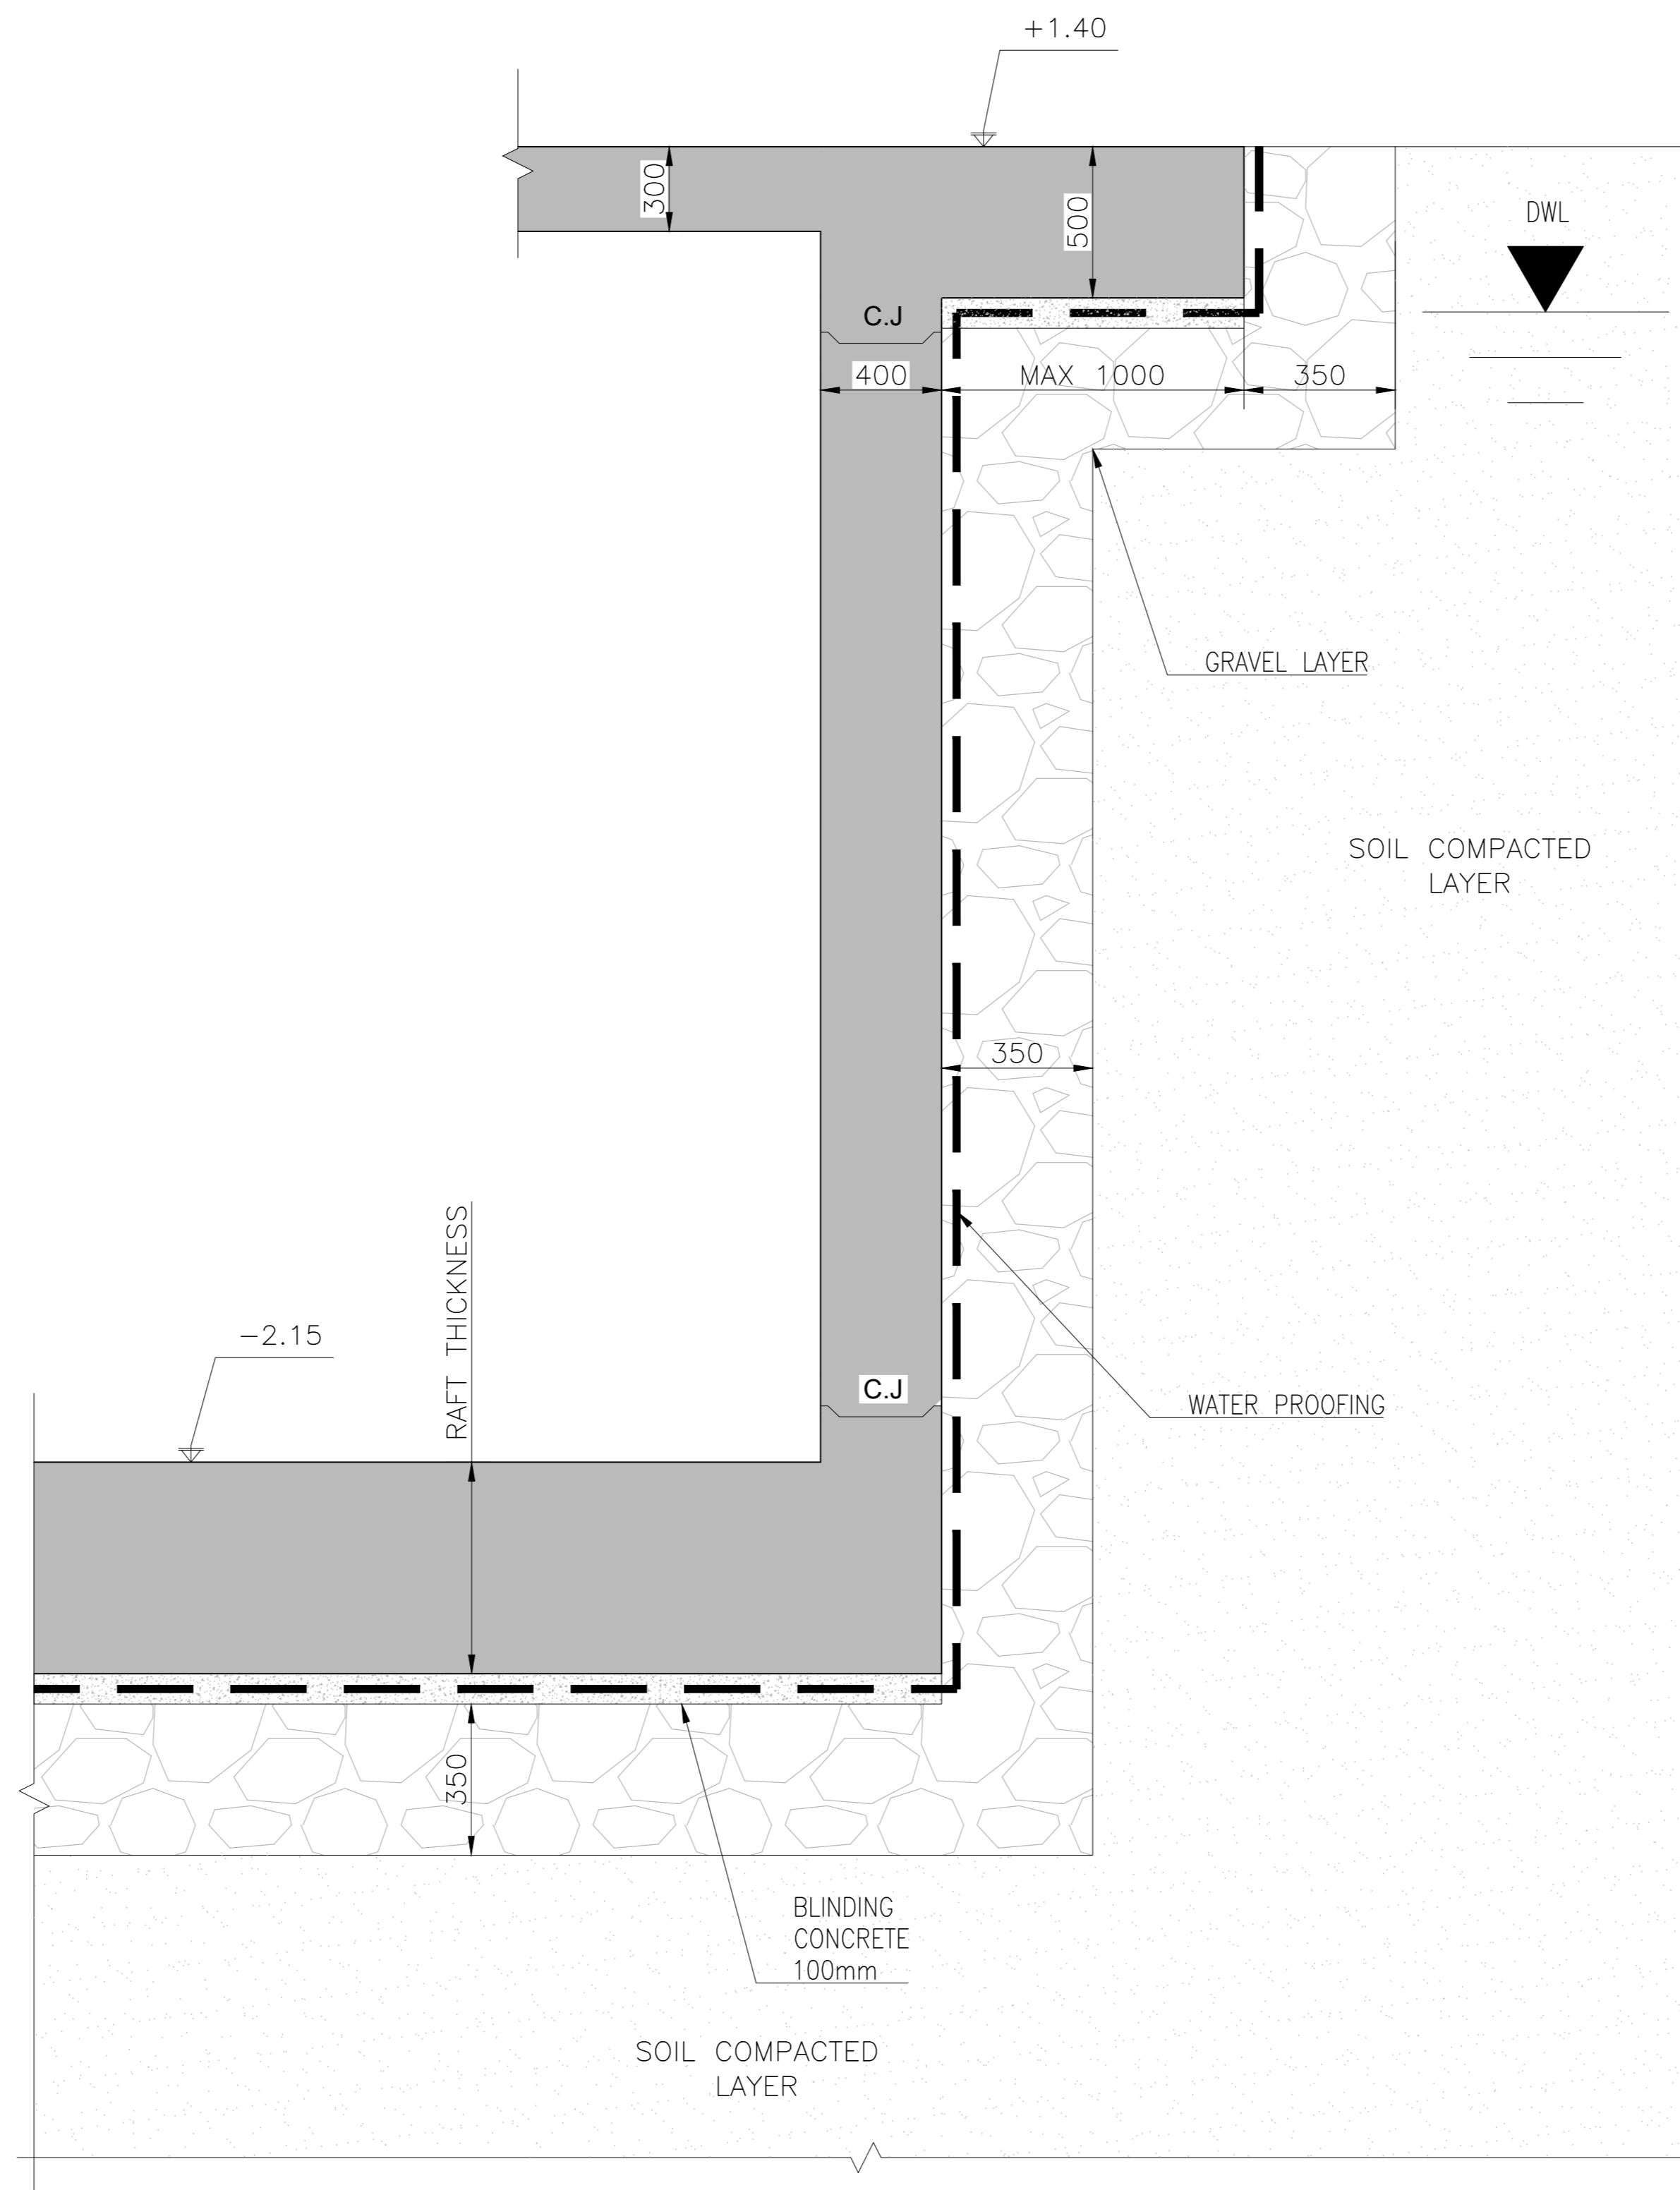 +1.40
300
500
DWL
C.J
400
MAX 1000
350
GRAVEL LAYER
SOIL COMPACTED
LAYER
350
RAFT THICKNESS
−2.15
C.J
WATER PROOFING
350
BLINDING
CONCRETE
100mm
SOIL COMPACTED
LAYER